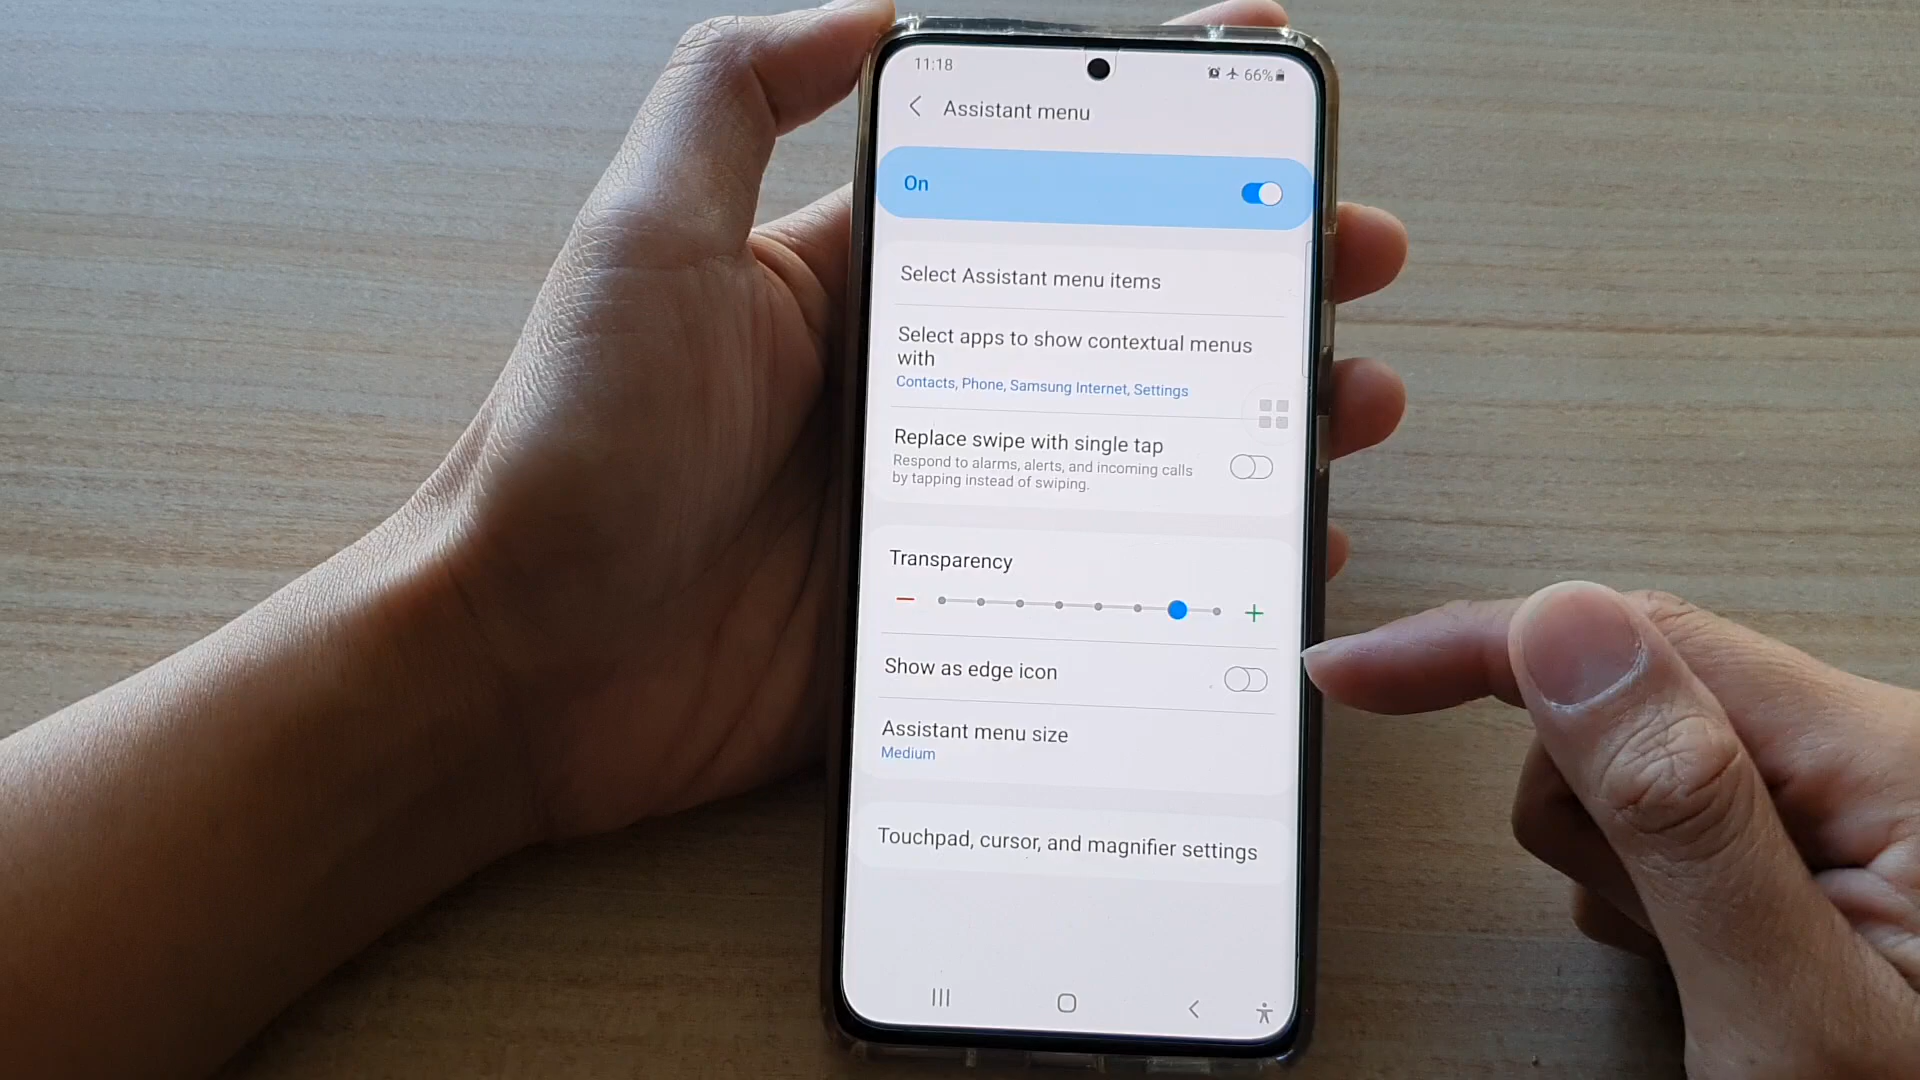 11:18
66%
Assistant menu
On
Select Assistant menu items
Select apps to show contextual menus
with
Contacts, Phone, Samsung Internet, Settings
Replace swipe with single tap
Respond to alarms, alerts, and incoming calls
by tapping instead of swiping.
Transparency
Show as edge icon
Assistant menu size
Medium
Touchpad, cursor, and magnifier settings